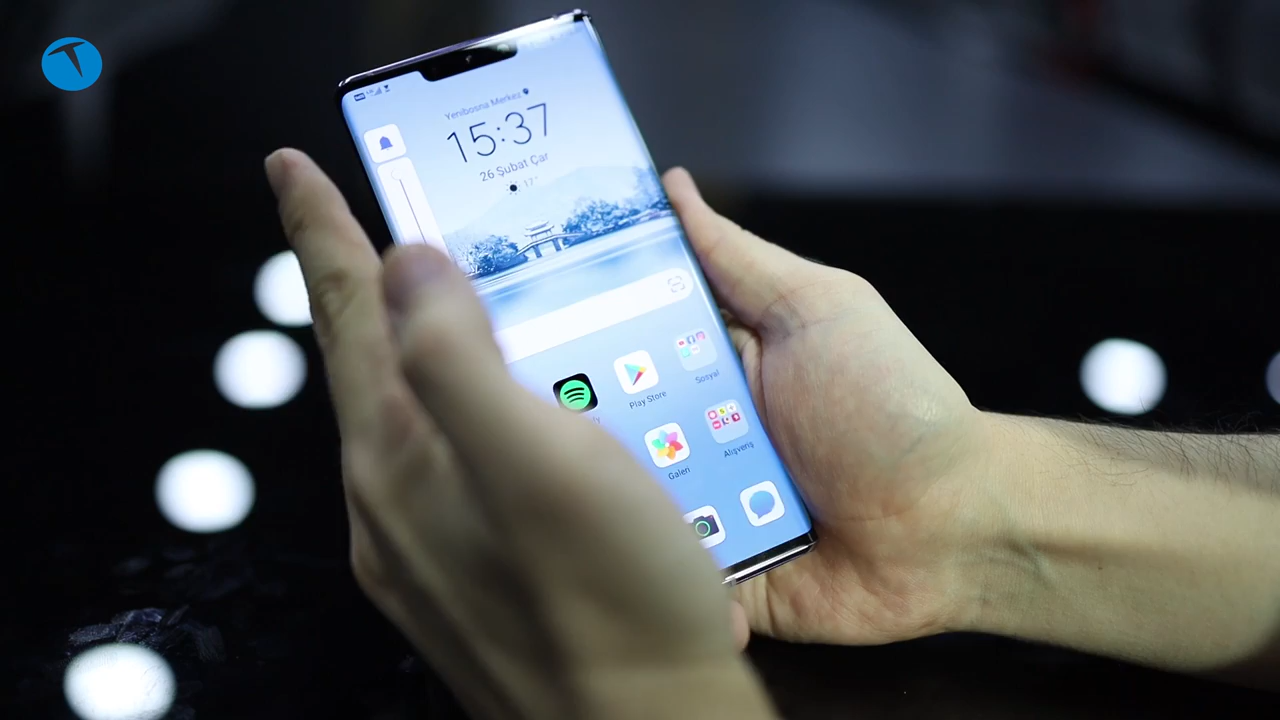 Yenibosna Merkez
15:37
26 Şubat Çar
17°
Play Store
Sosyal
Galeri
Alışveriş